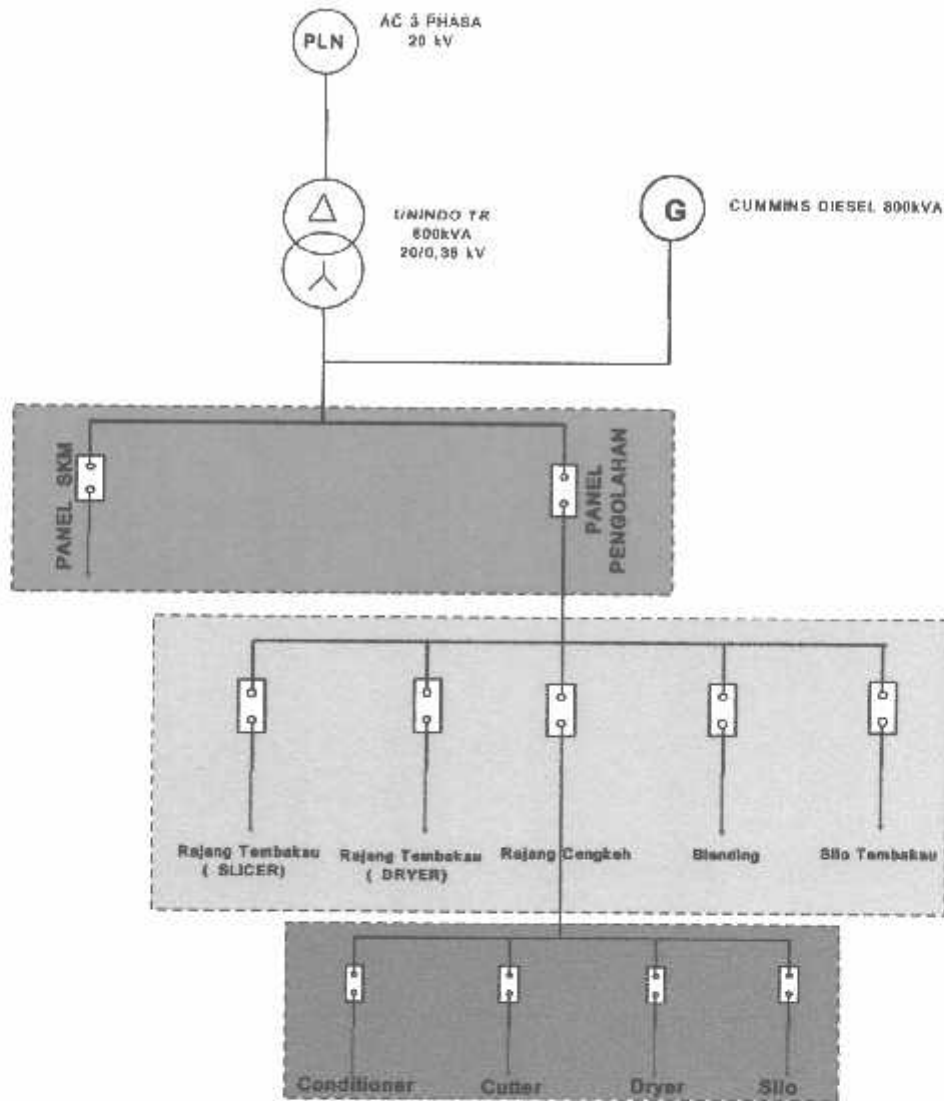 PLN
AC 3 PHASA
20 kV
UNINDO TR
800kVA
20/0,38 kV
G
CUMMINS DIESEL 800kVA
PANEL SKM
PANEL
PENGOLAHAN
Rajang Tembakau
( SLICER)
Rajang Tembakau
( DRYER)
Rajang Cengkeh
Blending
Silo Tembakau
Conditioner
Cutter
Dryer
Silo